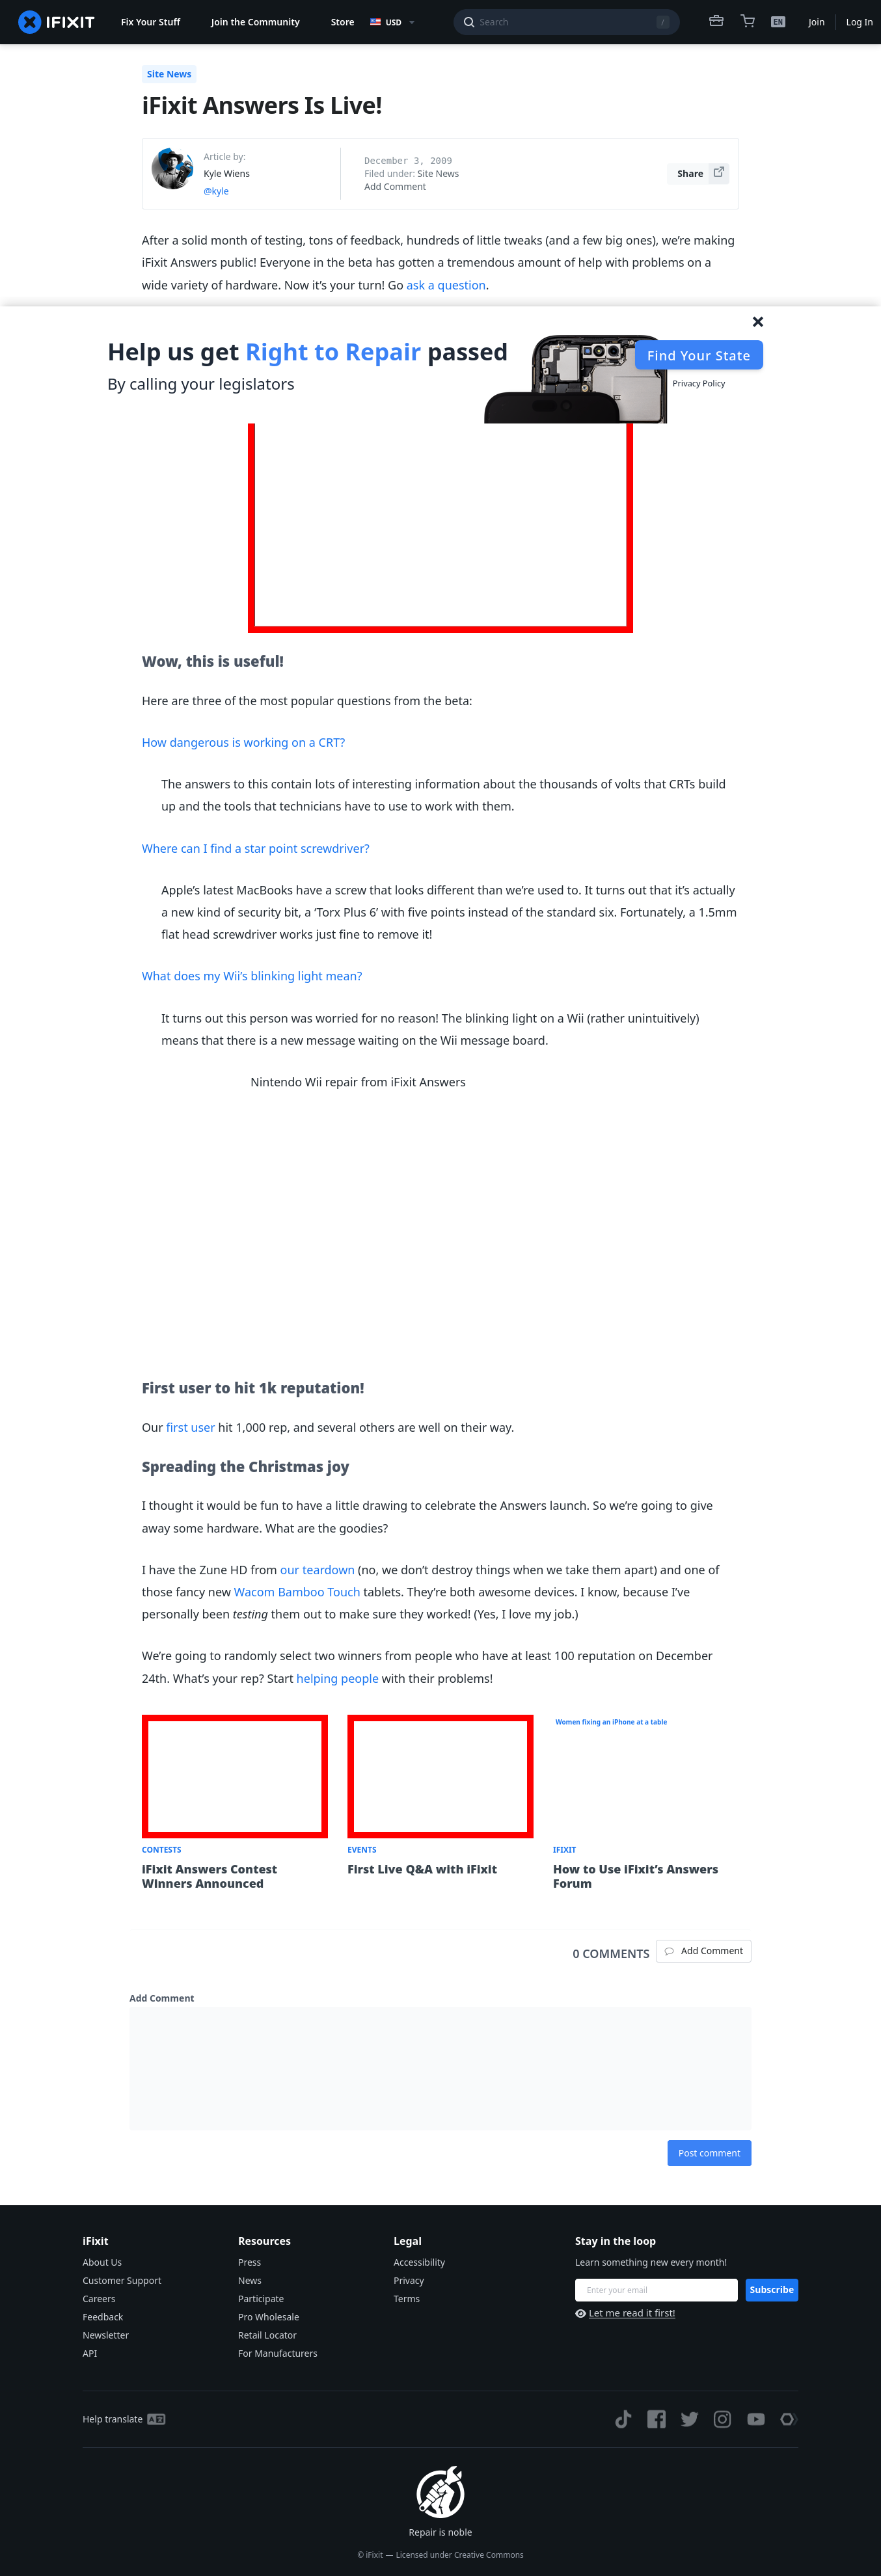 IFIXIT
Fix Your Stuff
Join the Community
Store
USD
Search
/
EN
Join
Log In
Site News
iFixit Answers Is Live!
Article by:
Kyle Wiens
@kyle
December 3, 2009
Filed under: Site News
Add Comment
Share
After a solid month of testing, tons of feedback, hundreds of little tweaks (and a few big ones), we’re making
iFixit Answers public! Everyone in the beta has gotten a tremendous amount of help with problems on a
wide variety of hardware. Now it’s your turn! Go ask a question.
Help us get Right to Repair passed
By calling your legislators
Find Your State
Privacy Policy
Wow, this is useful!
Here are three of the most popular questions from the beta:
How dangerous is working on a CRT?
The answers to this contain lots of interesting information about the thousands of volts that CRTs build
up and the tools that technicians have to use to work with them.
Where can I find a star point screwdriver?
Apple’s latest MacBooks have a screw that looks different than we’re used to. It turns out that it’s actually
a new kind of security bit, a ‘Torx Plus 6’ with five points instead of the standard six. Fortunately, a 1.5mm
flat head screwdriver works just fine to remove it!
What does my Wii’s blinking light mean?
It turns out this person was worried for no reason! The blinking light on a Wii (rather unintuitively)
means that there is a new message waiting on the Wii message board.
Nintendo Wii repair from iFixit Answers
First user to hit 1k reputation!
Our first user hit 1,000 rep, and several others are well on their way.
Spreading the Christmas joy
I thought it would be fun to have a little drawing to celebrate the Answers launch. So we’re going to give
away some hardware. What are the goodies?
I have the Zune HD from our teardown (no, we don’t destroy things when we take them apart) and one of
those fancy new Wacom Bamboo Touch tablets. They’re both awesome devices. I know, because I’ve
personally been testing them out to make sure they worked! (Yes, I love my job.)
We’re going to randomly select two winners from people who have at least 100 reputation on December
24th. What’s your rep? Start helping people with their problems!
Women fixing an iPhone at a table
CONTESTS
iFixit Answers Contest
Winners Announced
EVENTS
First Live Q&A with iFixit
IFIXIT
How to Use iFixit’s Answers
Forum
0 COMMENTS
Add Comment
Add Comment
Post comment
iFixit
About Us
Customer Support
Careers
Feedback
Newsletter
API
Resources
Press
News
Participate
Pro Wholesale
Retail Locator
For Manufacturers
Legal
Accessibility
Privacy
Terms
Stay in the loop
Learn something new every month!
Enter your email
Subscribe
Let me read it first!
Help translate
Repair is noble
© iFixit — Licensed under Creative Commons